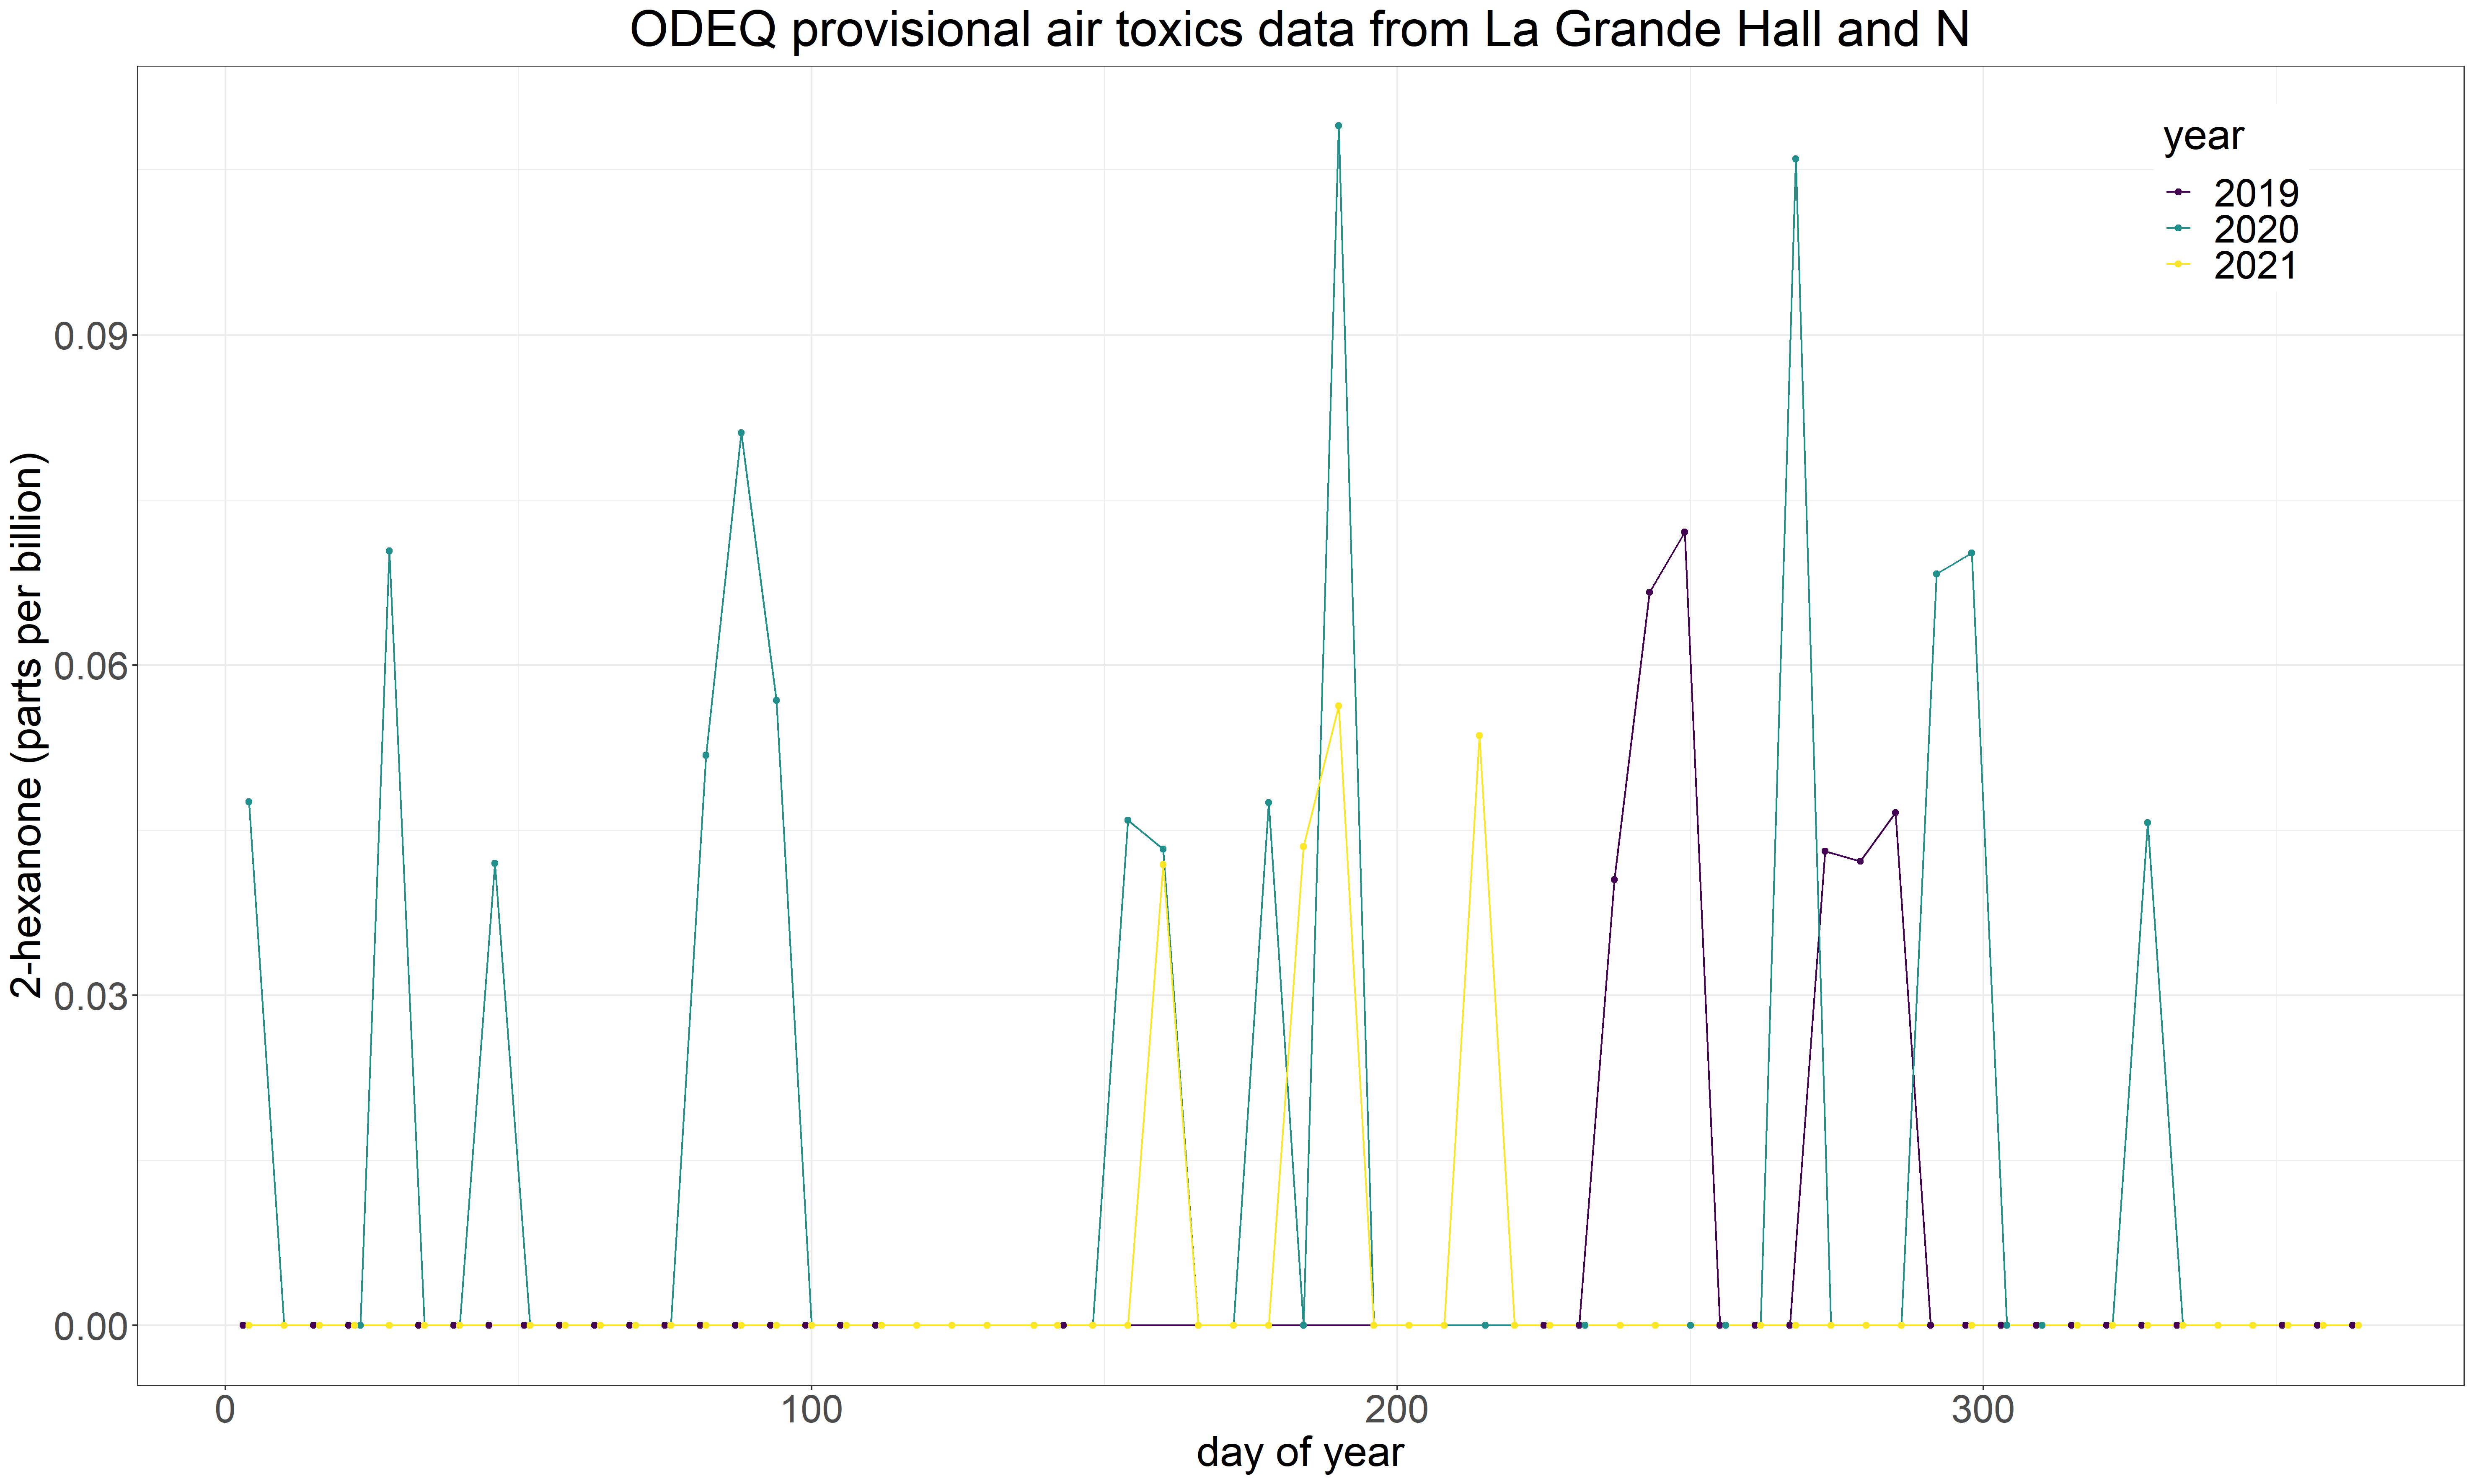 ODEQ provisional air toxics data from La Grande Hall and N
year
2019
2020
2021
2-hexanone (parts per billion)
0.09
0.06
0.03
0.00
0
100
200
300
day of year